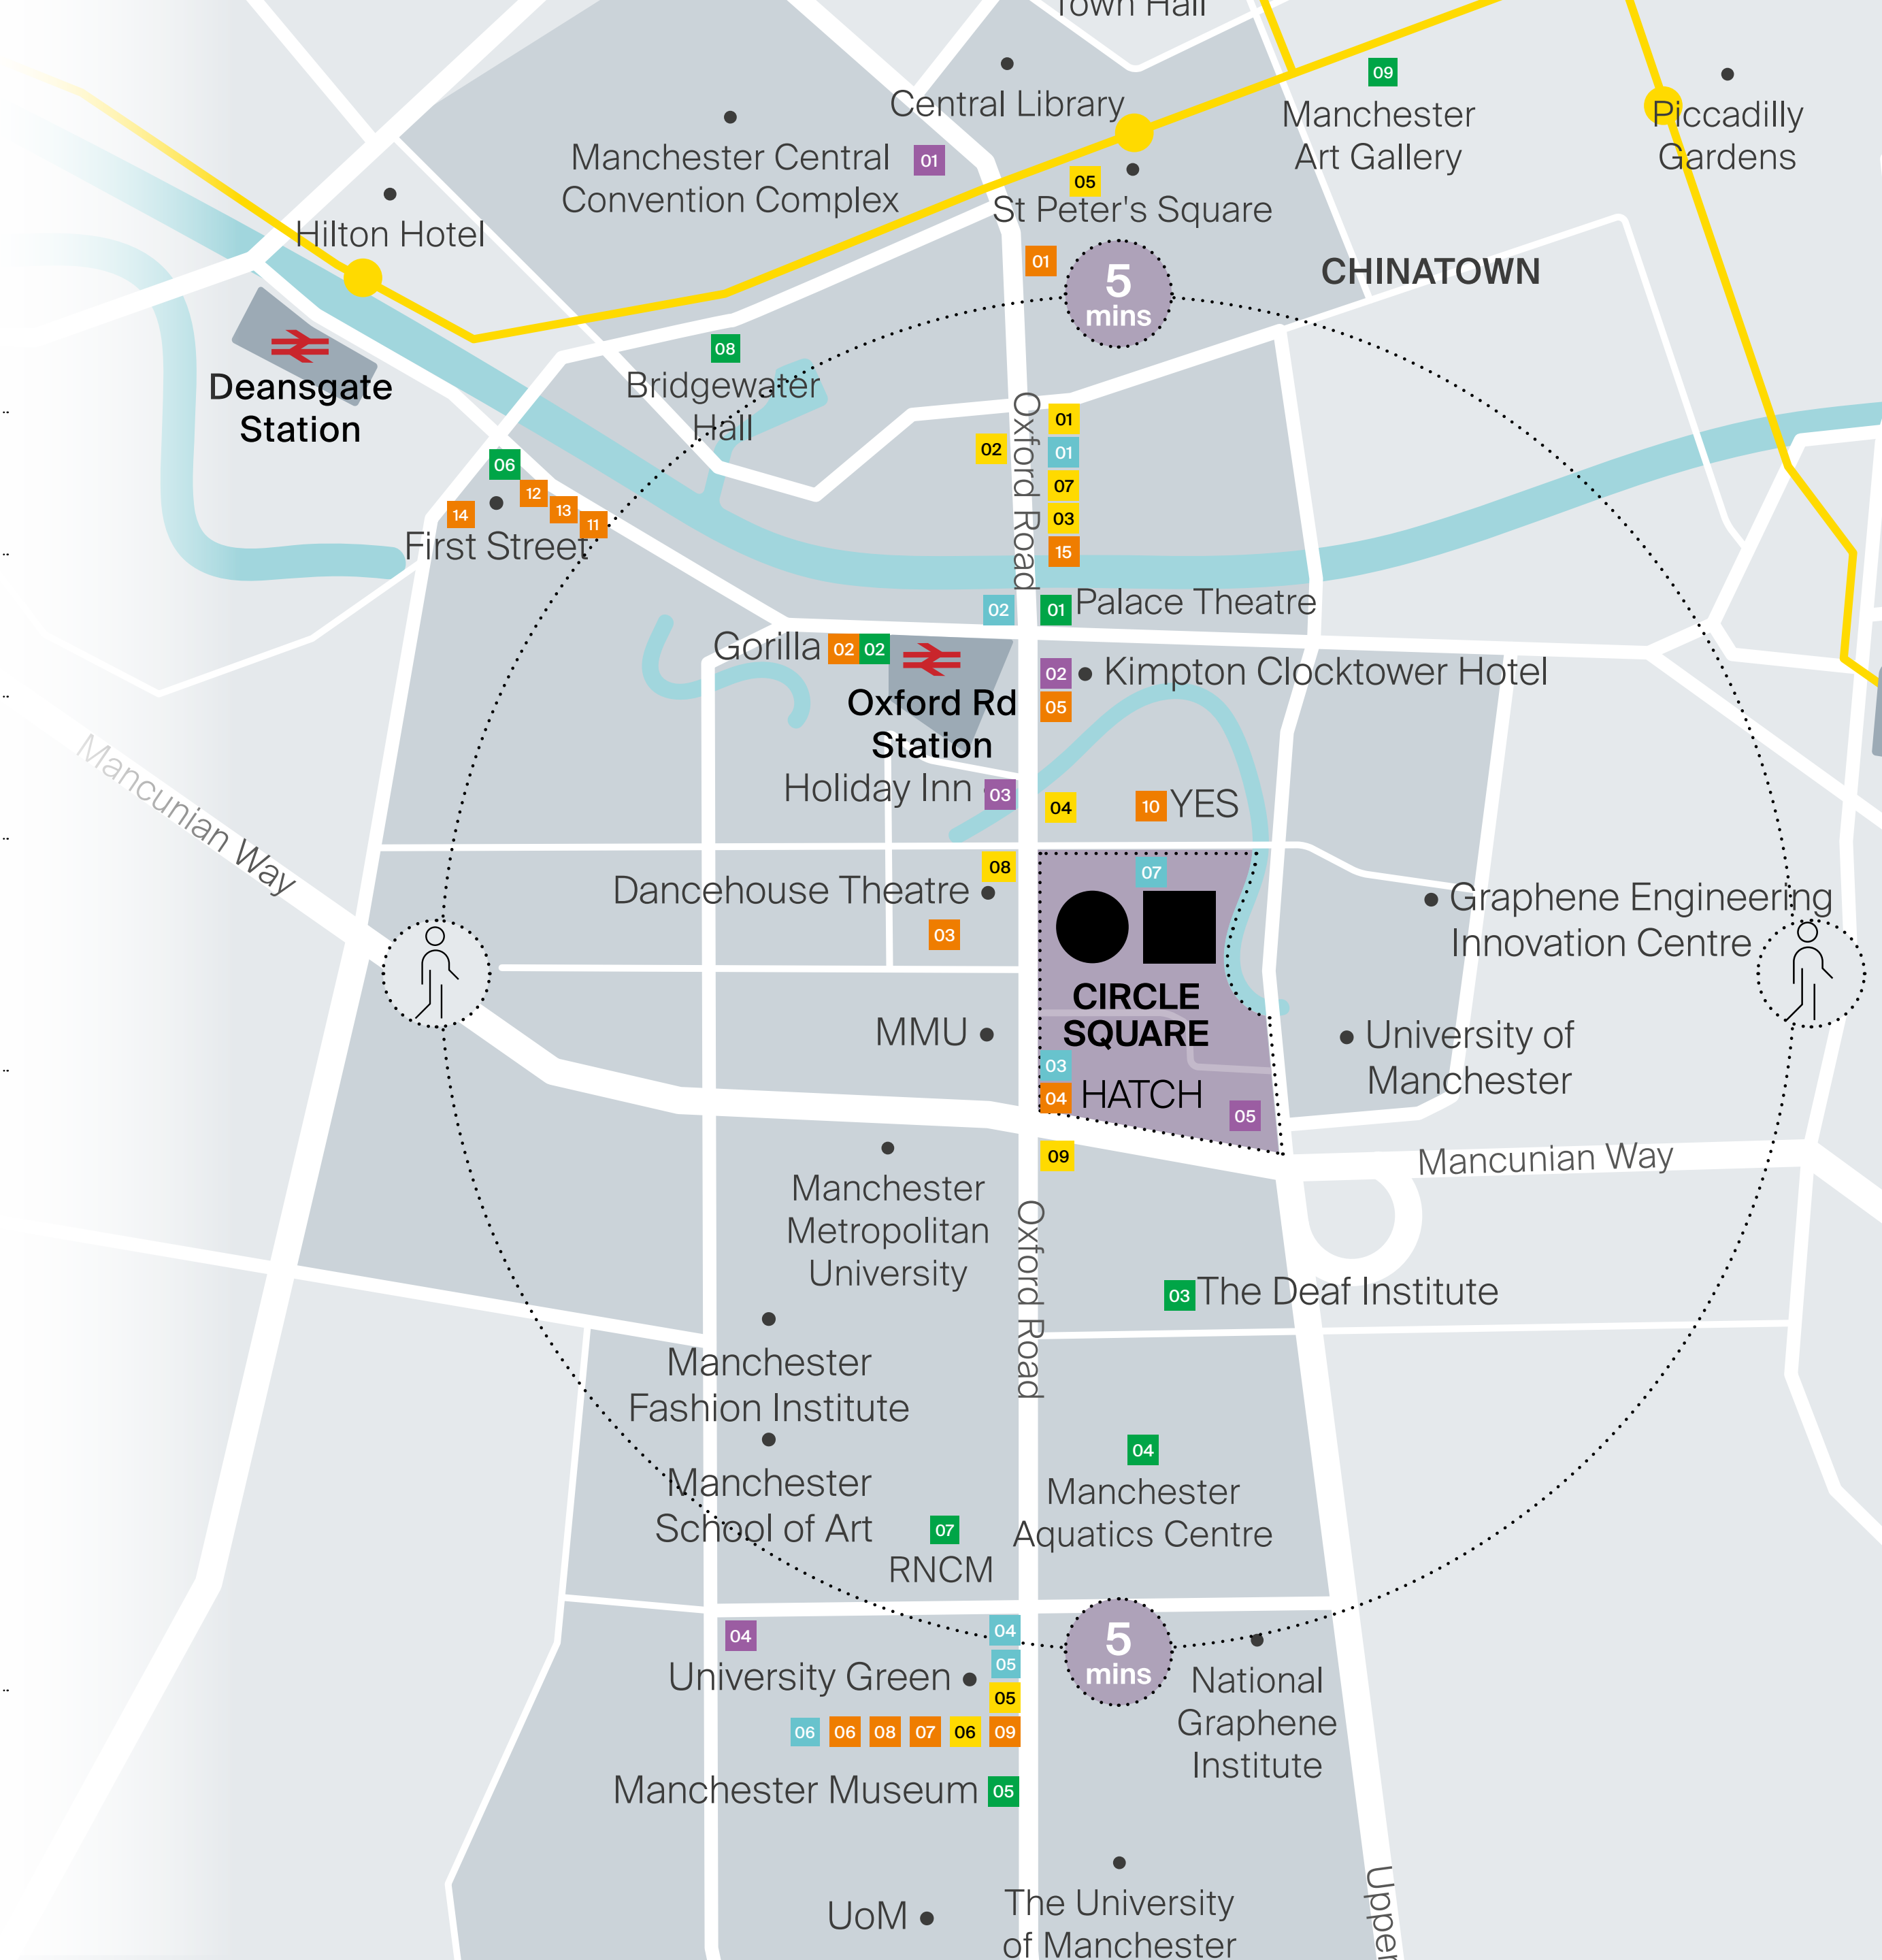 Town Hall
09
Central Library
Manchester
Art Gallery
Piccadilly
Gardens
Manchester Central
Convention Complex
01
05
St Peter's Square
Hilton Hotel
01
5
mins
CHINATOWN
Deansgate
Station
08
Bridgewater
Hall
Oxford Road
01
02
01
07
03
15
06
12
13
11
14
First Street
02
01
Palace Theatre
Gorilla
02
02
Oxford Rd
Station
02
Kimpton Clocktower Hotel
05
Mancunian Way
Holiday Inn
03
04
10
YES
08
Dancehouse Theatre
03
07
CIRCLE
SQUARE
Graphene Engineering
Innovation Centre
MMU
University of
Manchester
03
04
HATCH
05
09
Mancunian Way
Manchester
Metropolitan
University
Oxford Road
03
The Deaf Institute
Manchester
Fashion Institute
Manchester
School of Art
04
Manchester
Aquatics Centre
07
RNCM
04
04
05
University Green
05
5
mins
National
Graphene
Institute
06
06
08
07
06
09
Manchester Museum
05
UoM
The University
of Manchester
Upper